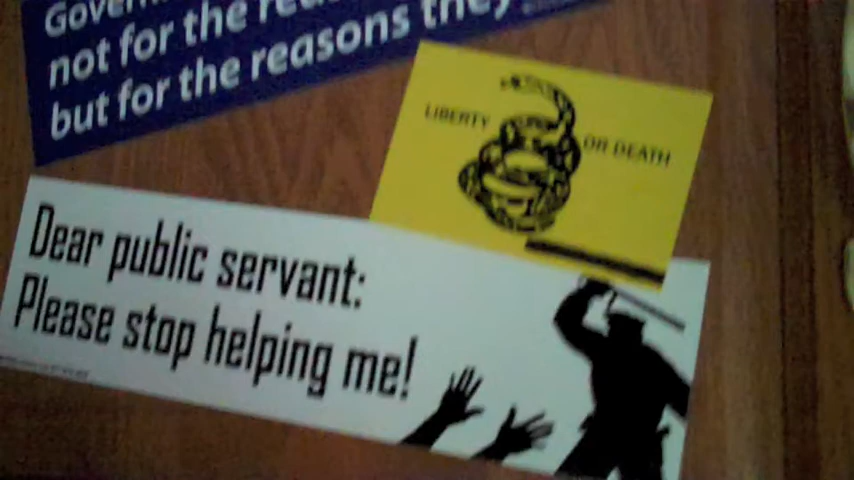 not for the
but for the reasons they
LIBERTY OR DEATH
Dear public servant:
Please stop helping me!